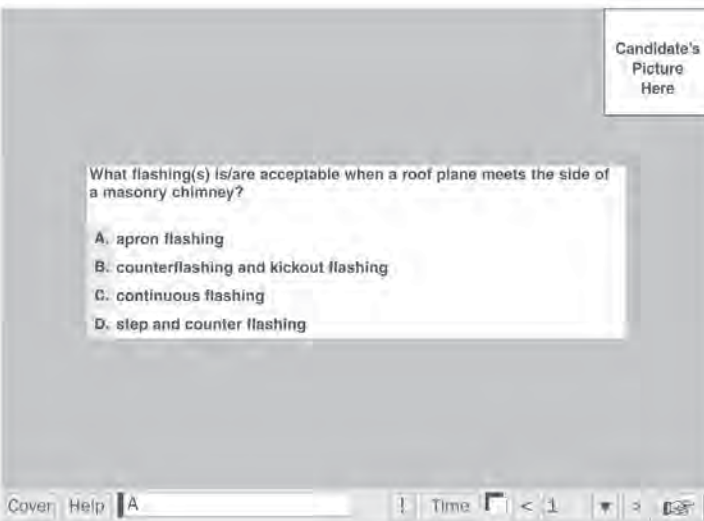 Candidate's
Picture
Here
What flashing(s) is/are acceptable when a roof plane meets the side of
a masonry chimney?
A. apron flashing
B. counterflashing and kickout flashing
C. continuous flashing
D. step and counter flashing
Cover Help A ! Time < 1 ▼ >